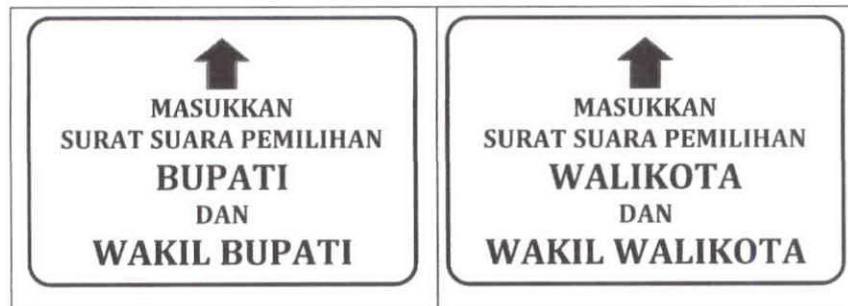 MASUKKAN
SURAT SUARA PEMILIHAN
BUPATI
DAN
WAKIL BUPATI
MASUKKAN
SURAT SUARA PEMILIHAN
WALIKOTA
DAN
WAKIL WALIKOTA